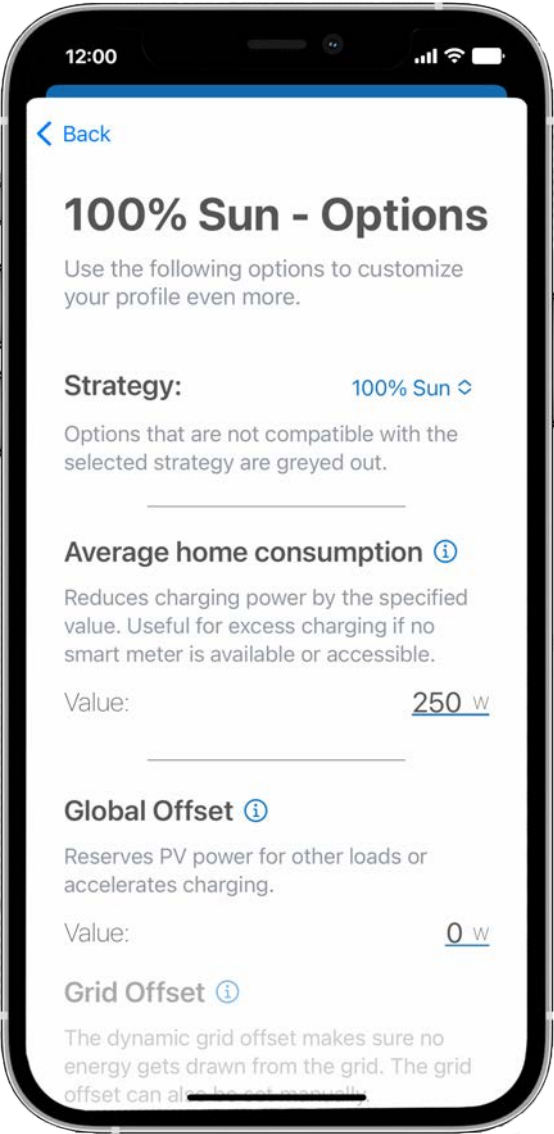 12:00
Back
100% Sun - Options
Use the following options to customize
your profile even more.
Strategy:
100% Sun
Options that are not compatible with the
selected strategy are greyed out.
Average home consumption
Reduces charging power by the specified
value. Useful for excess charging if no
smart meter is available or accessible.
Value:
250 W
Global Offset
Reserves PV power for other loads or
accelerates charging.
Value:
0 W
Grid Offset
The dynamic grid offset makes sure no
energy gets drawn from the grid. The grid
offset can also be set manually.